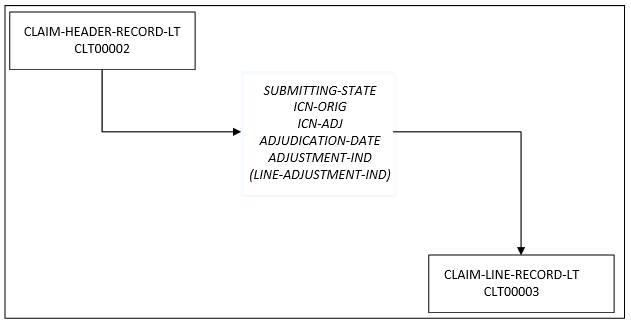 CLAIM-HEADER-RECORD-LT
CLT00002
SUBMITTING-STATE
ICN-ORIG
ICN-ADJ
ADJUDICATION-DATE
ADJUSTMENT-IND
(LINE-ADJUSTMENT-IND)
CLAIM-LINE-RECORD-LT
CLT00003